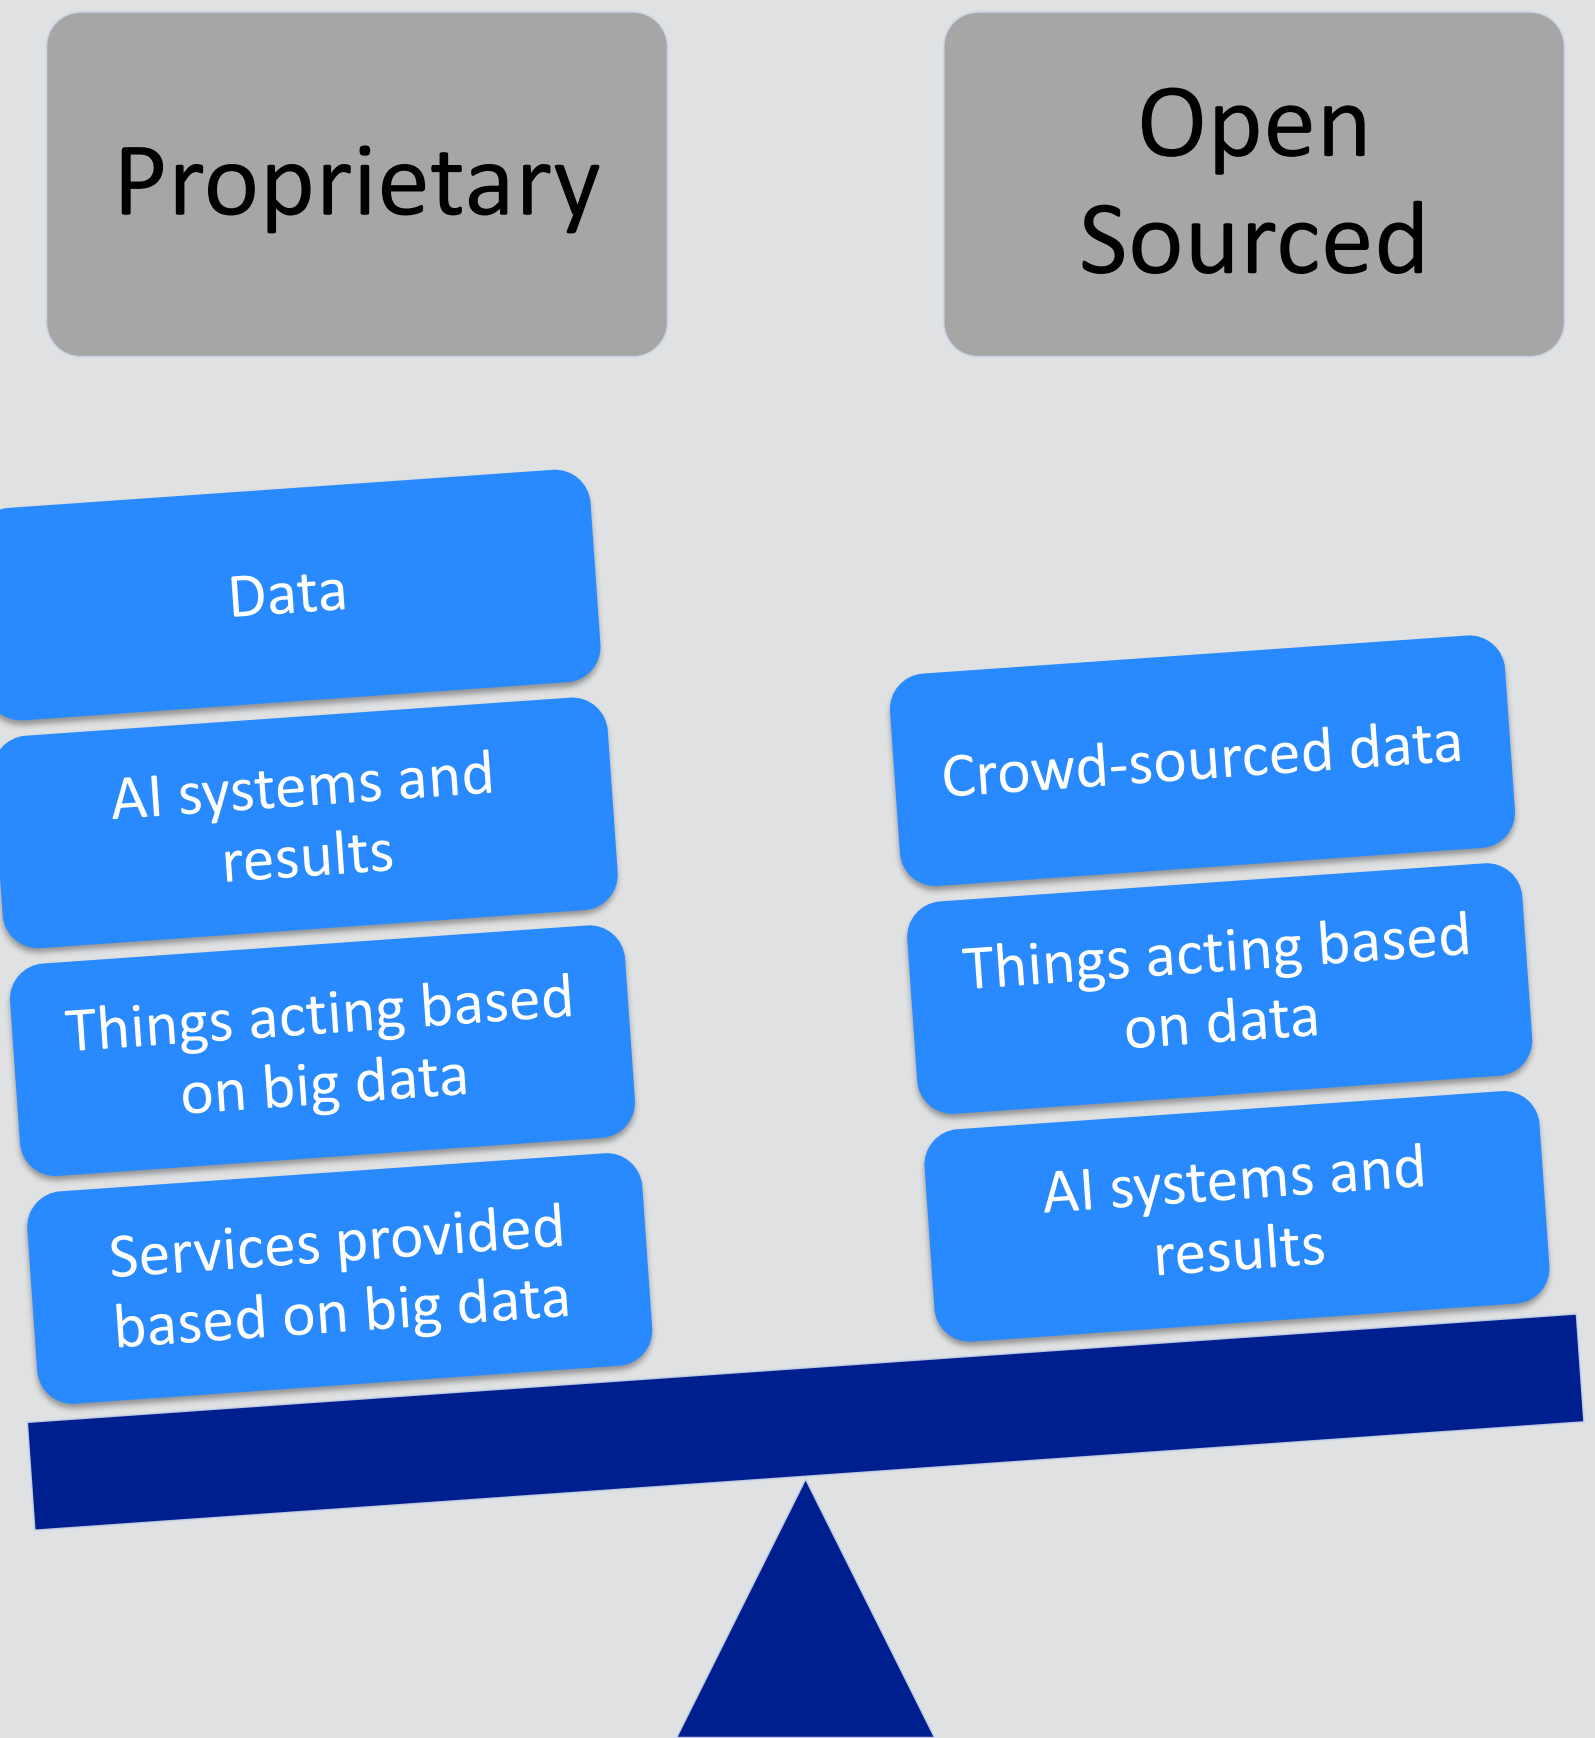 Proprietary
Open
Sourced
Data
AI systems and
results
Things acting based
on big data
Services provided
based on big data
Crowd-sourced data
Things acting based
on data
AI systems and
results